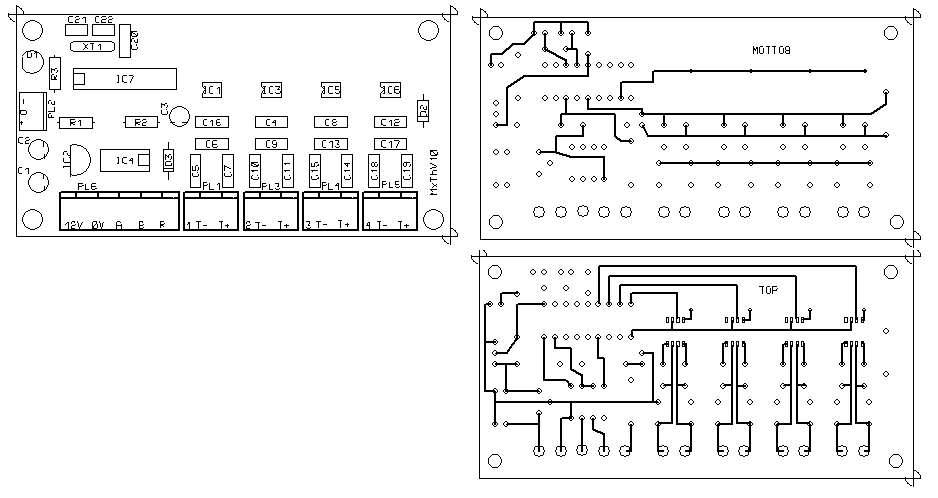 C21 C22
C20
XT1
S1
R3
IC7
PL2
+ 0 -
C3
IC1 IC3 IC5 IC6
D2
R1 R2
C16 C4 C8 C12
C2
IC2
IC4
D3
C6 C9 C13 C17
C1
C5 C7 C10 C11 C15 C14 C18 C19
MxThV10
PL6 PL1 PL3 PL4 PL5
12V 0V A B R 1 T- T+ 2 T- T+ 3 T- T+ 4 T- T+
BOTTOM
TOP